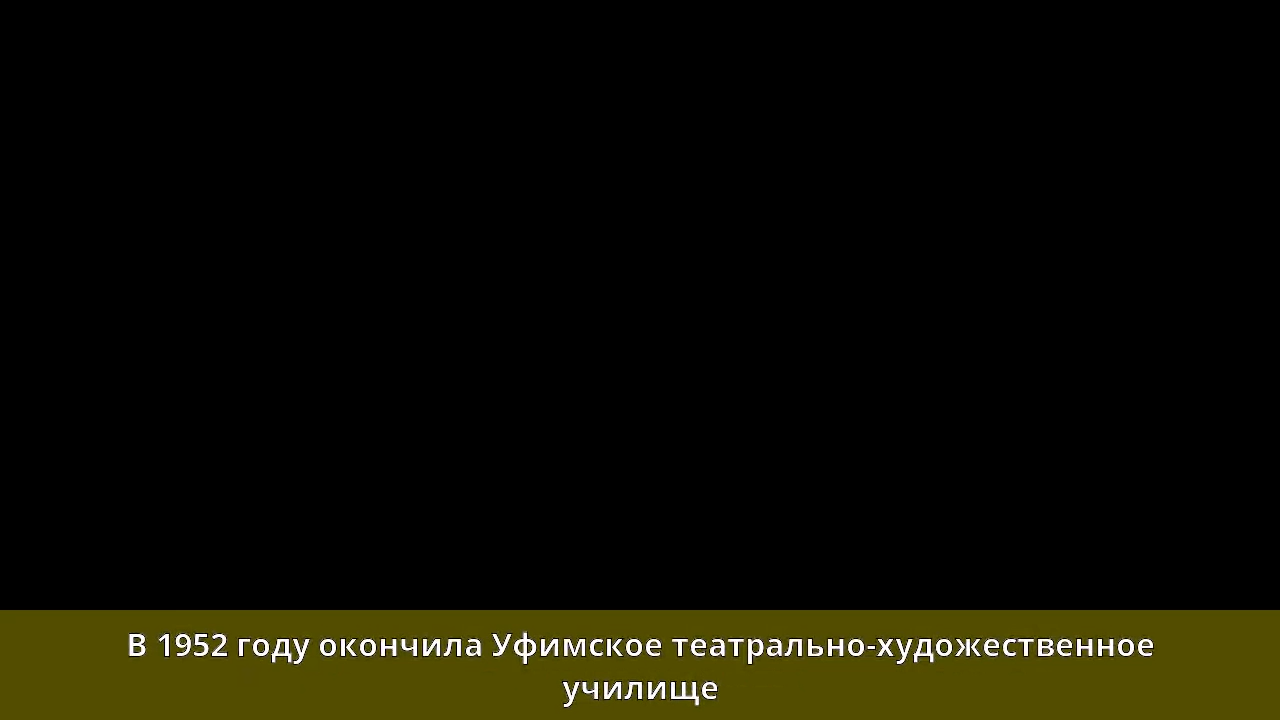 В 1952 году окончила Уфимское театрально-художественное
училище